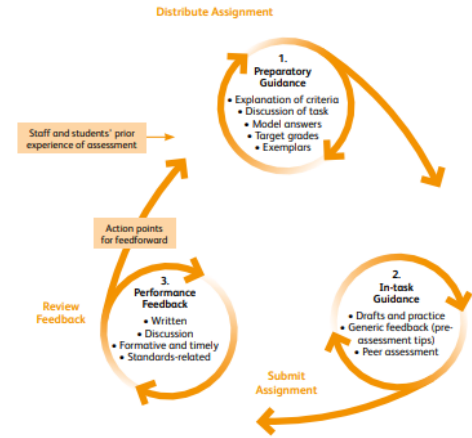 Distribute Assignment
1.
Preparatory
Guidance
• Explanation of criteria
• Discussion of task
• Model answers
• Target grades
• Exemplars
Staff and students' prior
experience of assessment
Action points
for feedforward
2.
In-task
Guidance
• Drafts and practice
• Generic feedback (pre-
assessment tips)
• Peer assessment
3.
Performance
Feedback
• Written
• Discussion
• Formative and timely
• Standards-related
Review
Feedback
Submit
Assignment